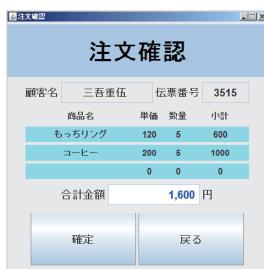 注文確認
注文確認
顧客名 三吾重伍 伝票番号 3515
商品名 単価 数量 小計
もっちリング 120 5 600
コーヒー 200 5 1000
0 0 0
合計金額 1,600 円
確定 戻る